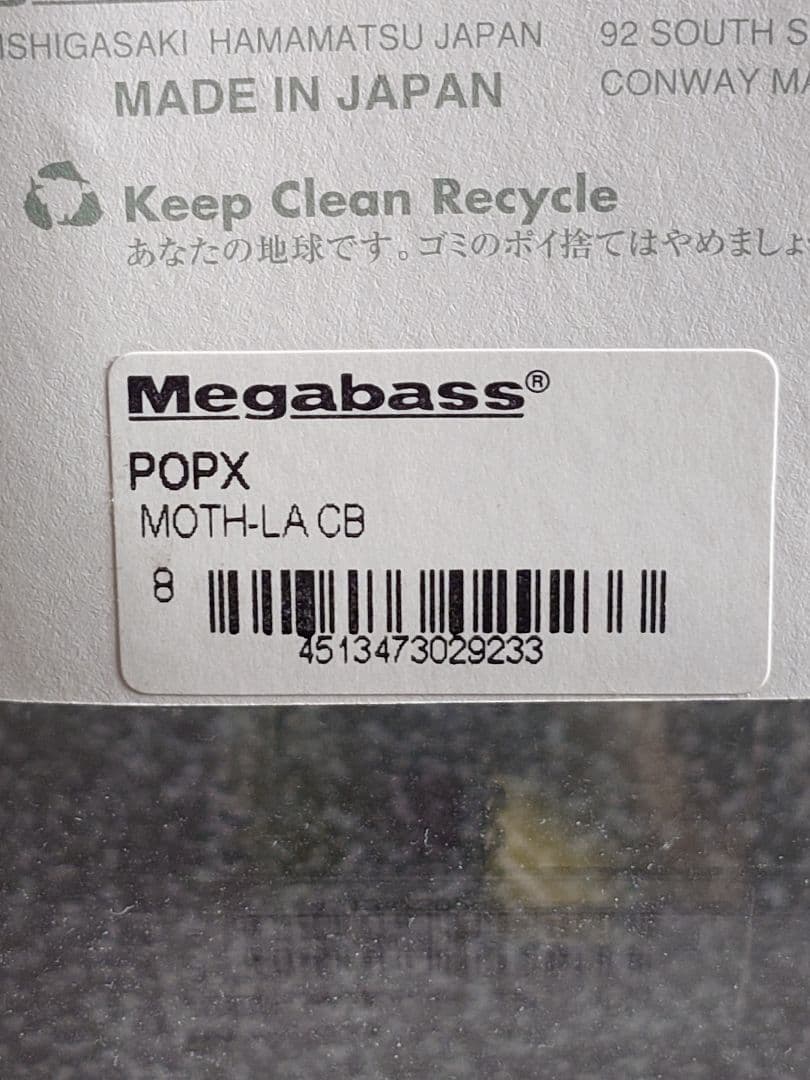 ISHIGASAKI HAMAMATSU JAPAN
92 SOUTH S
MADE IN JAPAN
CONWAY MA
Keep Clean Recycle
あなたの地球です。ゴミのポイ捨てはやめましょ
Megabass®
POPX
MOTH-LA CB
8
4513473029233